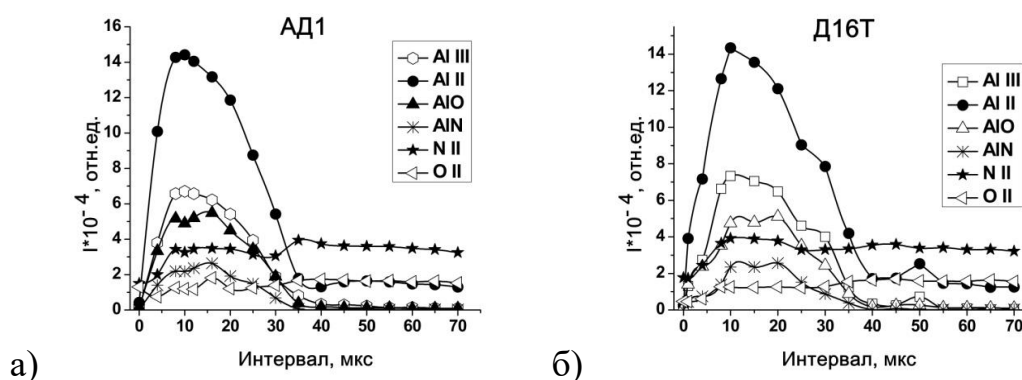 АД1
I*10⁻ ⁴, отн.ед.
16
14
12
10
8
6
4
2
0
Al III
Al II
AlO
AlN
N II
O II
0 10 20 30 40 50 60 70
Интервал, мкс
а)
Д16Т
I*10⁻ ⁴, отн.ед.
14
12
10
8
6
4
2
0
Al III
Al II
AlO
AlN
N II
O II
0 10 20 30 40 50 60 70
Интервал, мкс
б)